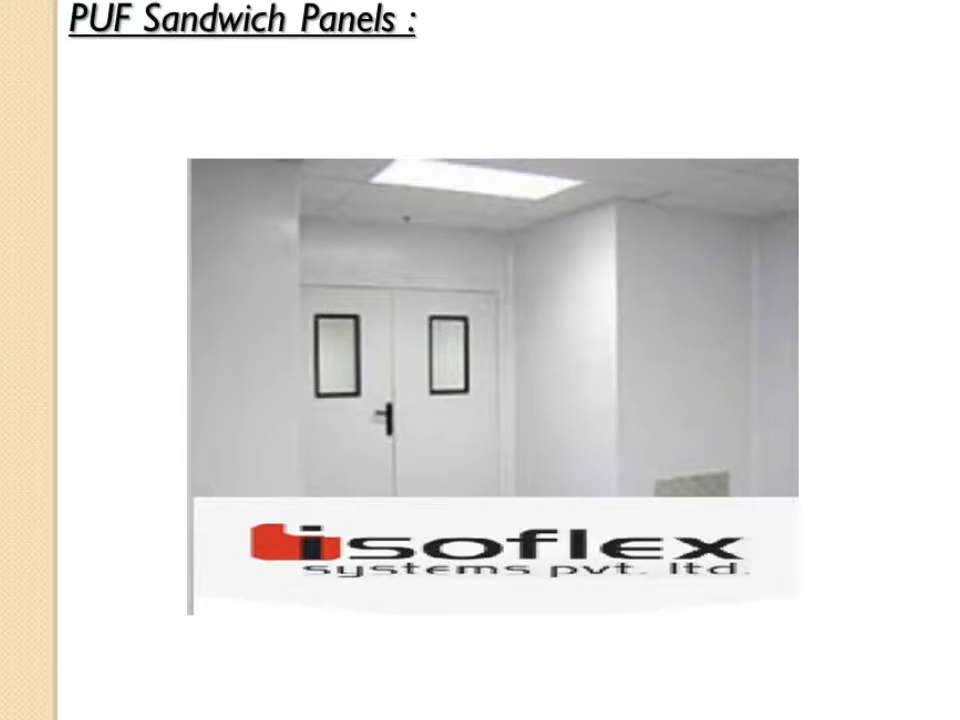 PUF Sandwich Panels :
isoflex
systems pvt. ltd.